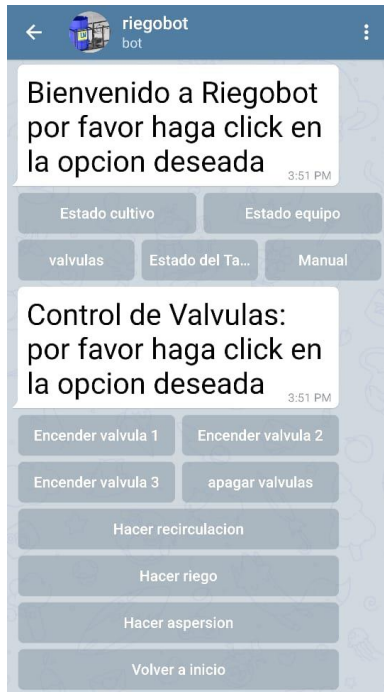 riegobot
bot
Bienvenido a Riegobot
por favor haga click en
la opcion deseada
3:51 PM
Estado cultivo Estado equipo
valvulas Estado del Ta... Manual
Control de Valvulas:
por favor haga click en
la opcion deseada
3:51 PM
Encender valvula 1 Encender valvula 2
Encender valvula 3 apagar valvulas
Hacer recirculacion
Hacer riego
Hacer aspersion
Volver a inicio